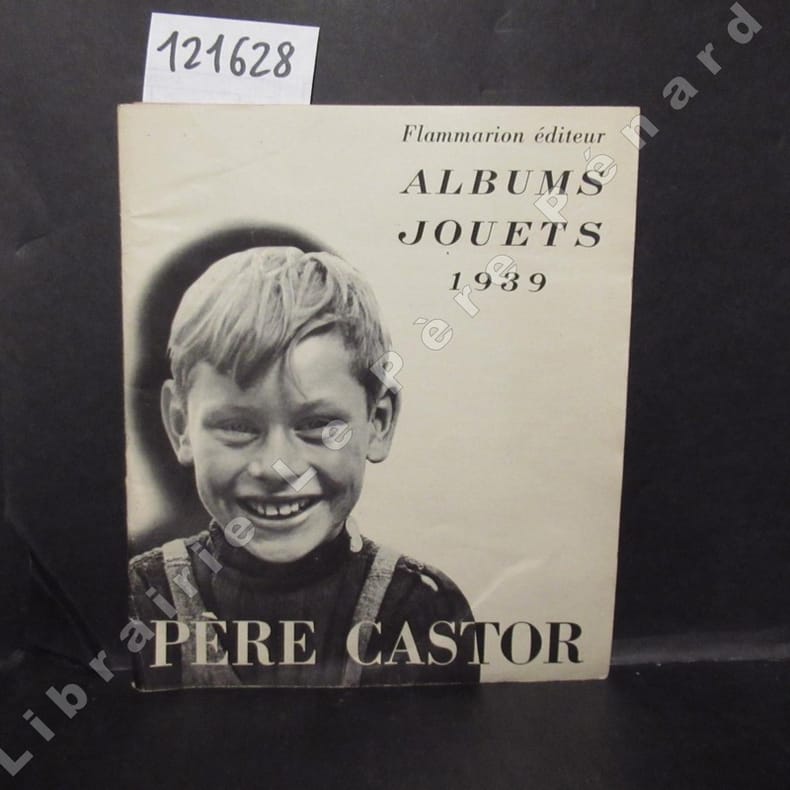 121628
Flammarion éditeur
ALBUMS
JOUETS
1939
PÈRE CASTOR
Librairie Le Père Pénard